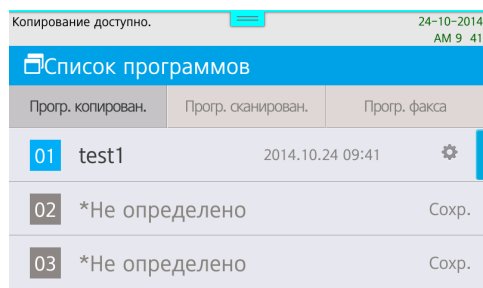 Копирование доступно.
24-10-2014
AM 9 41
Список программов
Прогр. копирован. Прогр. сканирован. Прогр. факса
01 test1 2014.10.24 09:41
02 *Не определено Сохр.
03 *Не определено Сохр.